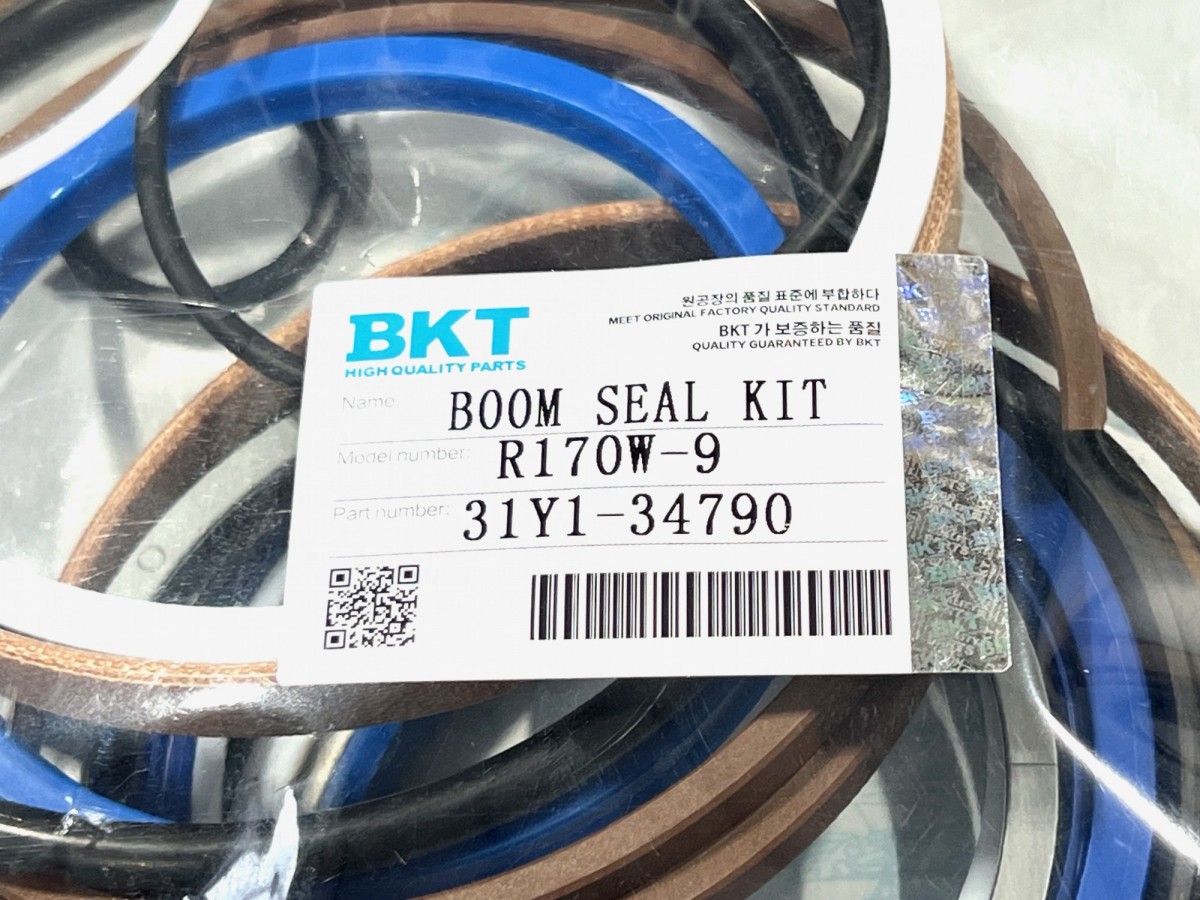 BKT
HIGH QUALITY PARTS
원공장의 품질 표준에 부합하다
MEET ORIGINAL FACTORY QUALITY STANDARD
BKT 가 보증하는 품질
QUALITY GUARANTEED BY BKT
Name: BOOM SEAL KIT
Model number: R170W-9
Part number: 31Y1-34790